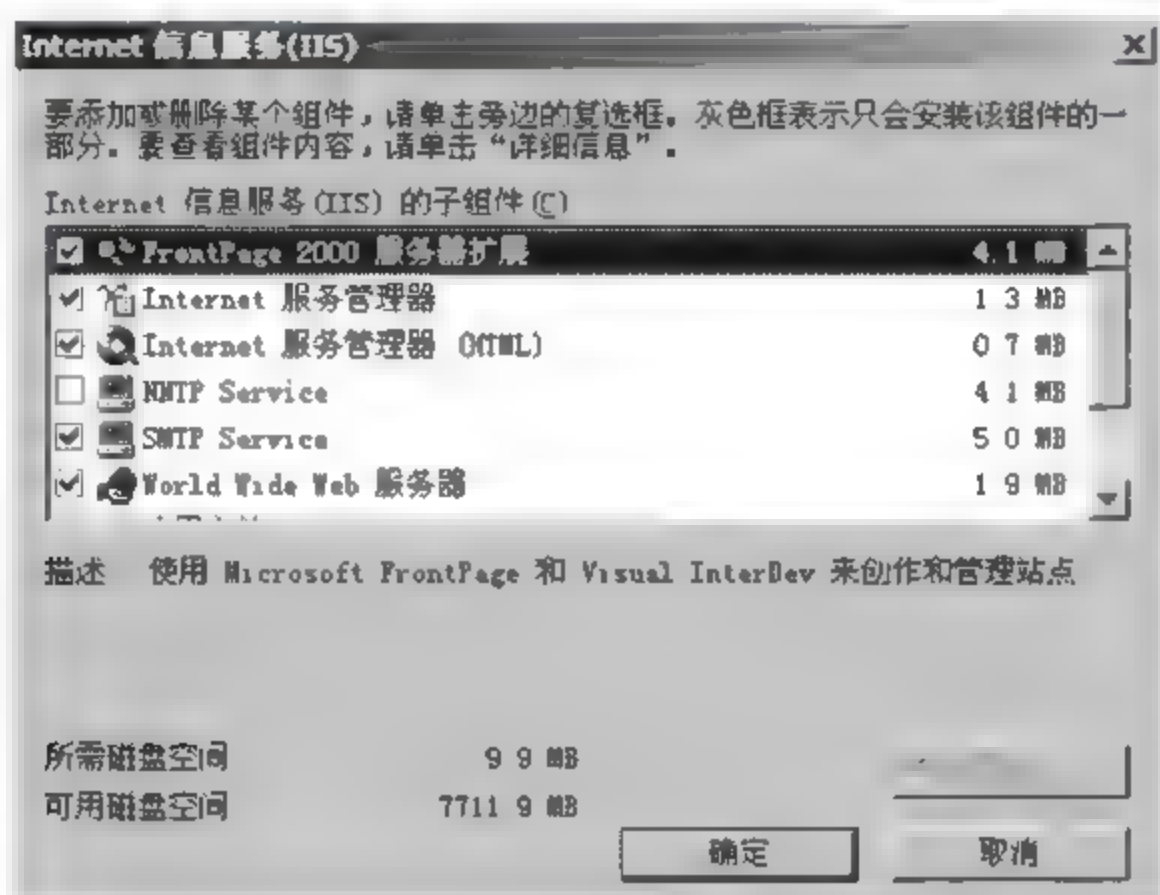 Internet 信息服务(IIS)
要添加或删除某个组件，请单击旁边的复选框。灰色框表示只会安装该组件的一
部分。要查看组件内容，请单击“详细信息”。
Internet 信息服务(IIS) 的子组件(C)
FrontPage 2000 服务器扩展 4.1 MB
Internet 服务管理器 1 3 MB
Internet 服务管理器 (HTML) 0 7 MB
NNTP Service 4 1 MB
SMTP Service 5 0 MB
World Wide Web 服务器 1 9 MB
描述 使用 Microsoft FrontPage 和 Visual InterDev 来创作和管理站点
所需磁盘空间 9 9 MB
可用磁盘空间 7711 9 MB
确定 取消